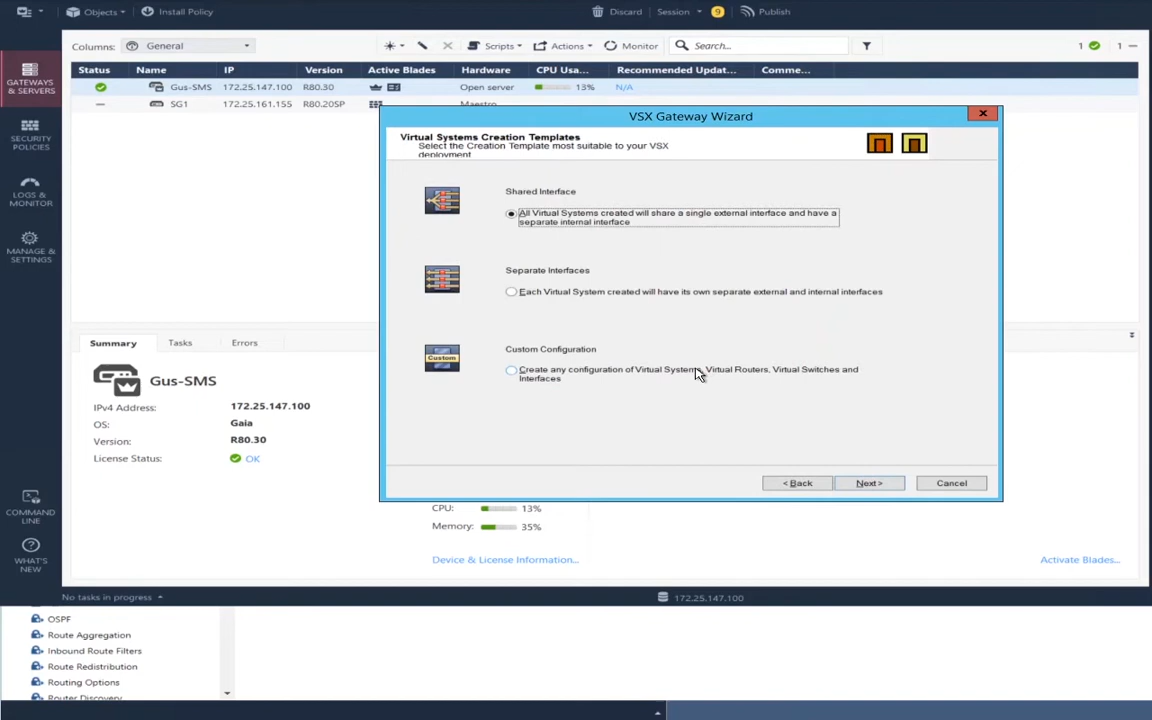 Objects
Install Policy
Discard
Session
9
Publish
GATEWAYS
& SERVERS
SECURITY
POLICIES
LOGS &
MONITOR
MANAGE &
SETTINGS
COMMAND
LINE
WHAT'S
NEW
Columns:
General
Scripts
Actions
Monitor
Search...
1
1
Status Name IP Version Active Blades Hardware CPU Usa... Recommended Updat... Comme...
Gus-SMS 172.25.147.100 R80.30 Open server 13% N/A
SG1 172.25.161.155 R80.20SP Maestro
VSX Gateway Wizard
Virtual Systems Creation Templates
Select the Creation Template most suitable to your VSX
deployment
Shared Interface
All Virtual Systems created will share a single external interface and have a
separate internal interface
Separate Interfaces
Each Virtual System created will have its own separate external and internal interfaces
Custom
Custom Configuration
Create any configuration of Virtual Systems, Virtual Routers, Virtual Switches and
Interfaces
< Back
Next >
Cancel
Summary Tasks Errors
Gus-SMS
IPv4 Address: 172.25.147.100
OS: Gaia
Version: R80.30
License Status: OK
CPU: 13%
Memory: 35%
Device & License Information...
Activate Blades...
No tasks in progress
172.25.147.100
OSPF
Route Aggregation
Inbound Route Filters
Route Redistribution
Routing Options
Router Discovery